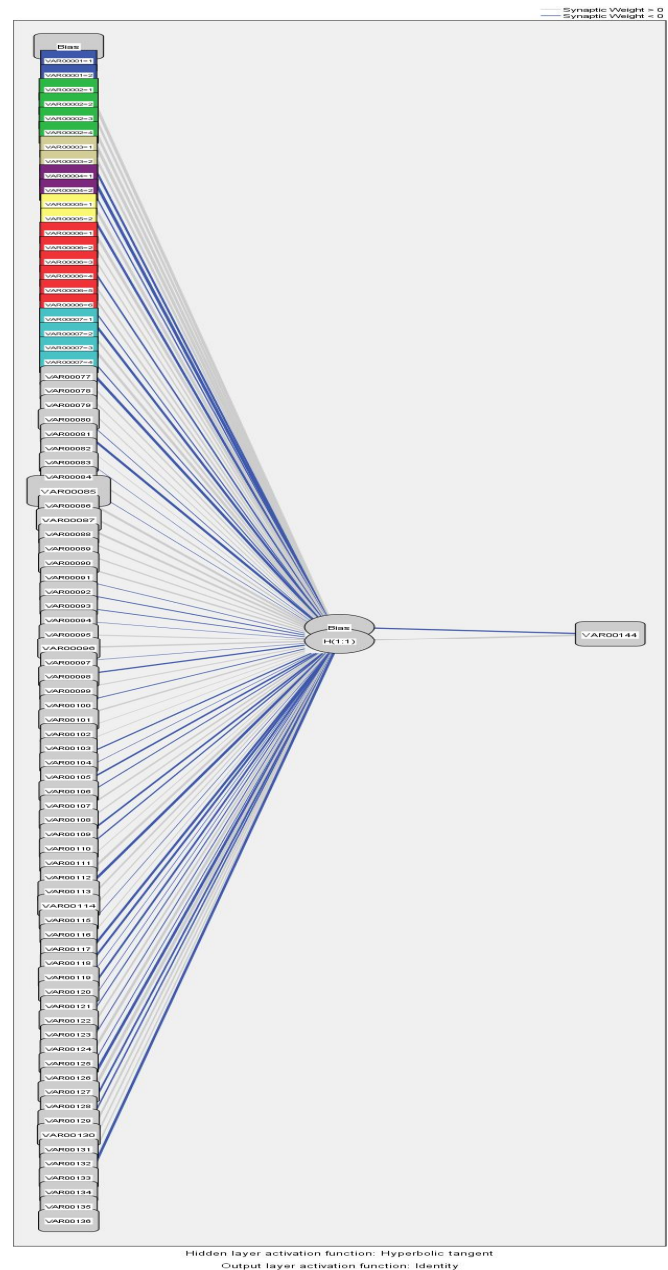 Synaptic Weight > 0
Synaptic Weight < 0
Bias
VAR00001=1
VAR00001=2
VAR00002=1
VAR00002=2
VAR00002=3
VAR00002=4
VAR00003=1
VAR00003=2
VAR00004=1
VAR00004=2
VAR00005=1
VAR00005=2
VAR00006=1
VAR00006=2
VAR00006=3
VAR00006=4
VAR00006=5
VAR00006=6
VAR00007=1
VAR00007=2
VAR00007=3
VAR00007=4
VAR00077
VAR00078
VAR00079
VAR00080
VAR00081
VAR00082
VAR00083
VAR00084
VAR00085
VAR00086
VAR00087
VAR00088
VAR00089
VAR00090
VAR00091
VAR00092
VAR00093
VAR00094
VAR00095
VAR00096
VAR00097
VAR00098
VAR00099
VAR00100
VAR00101
VAR00102
VAR00103
VAR00104
VAR00105
VAR00106
VAR00107
VAR00108
VAR00109
VAR00110
VAR00111
VAR00112
VAR00113
VAR00114
VAR00115
VAR00116
VAR00117
VAR00118
VAR00119
VAR00120
VAR00121
VAR00122
VAR00123
VAR00124
VAR00125
VAR00126
VAR00127
VAR00128
VAR00129
VAR00130
VAR00131
VAR00132
VAR00133
VAR00134
VAR00135
VAR00136
Bias
H(1:1)
VAR00144
Hidden layer activation function: Hyperbolic tangent
Output layer activation function: Identity